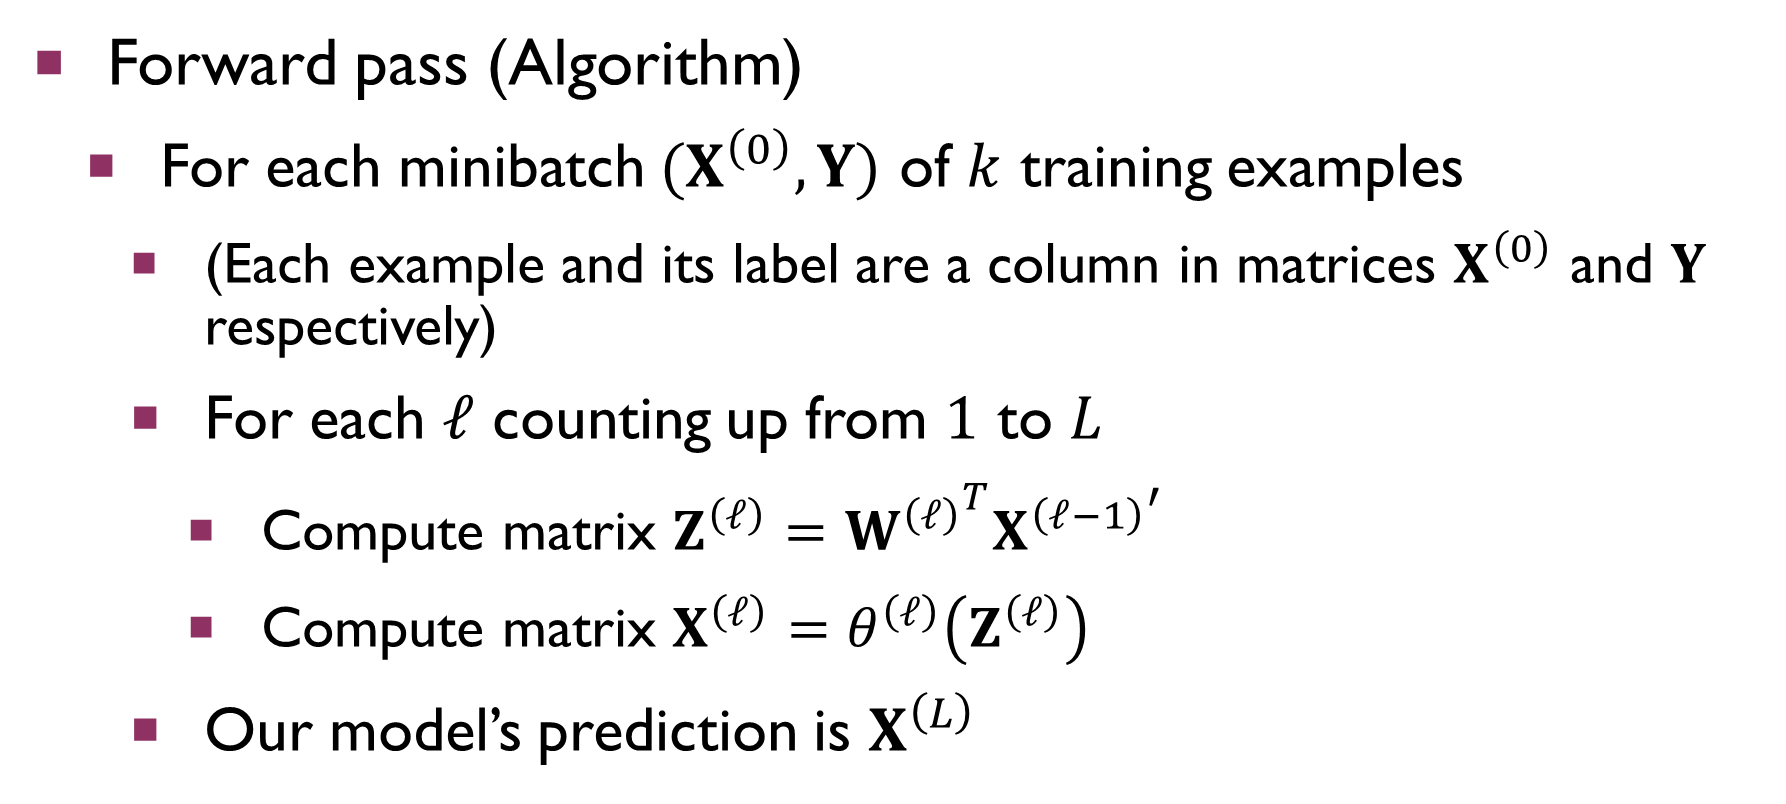 ▪ Forward pass (Algorithm)
▪ For each minibatch (𝐗⁽⁰⁾, 𝐘) of 𝑘 training examples
▪ (Each example and its label are a column in matrices 𝐗⁽⁰⁾ and 𝐘
respectively)
▪ For each ℓ counting up from 1 to 𝐿
▪ Compute matrix 𝐙^(ℓ) = 𝐖^(ℓ)^𝑇 𝐗^(ℓ−1)′
▪ Compute matrix 𝐗^(ℓ) = 𝜃^(ℓ)(𝐙^(ℓ))
▪ Our model’s prediction is 𝐗^(𝐿)